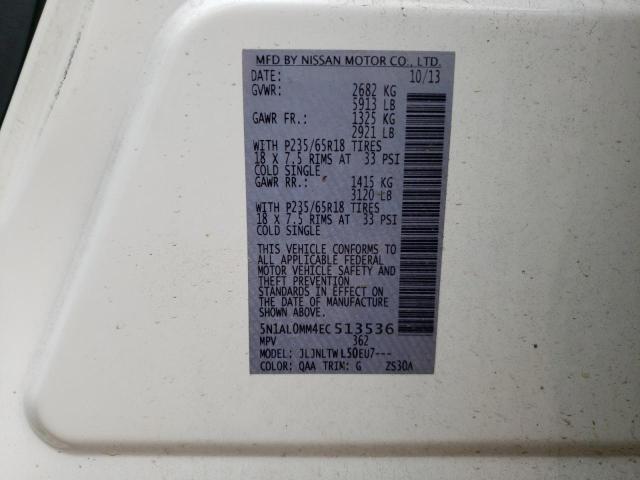 MFD BY NISSAN MOTOR CO., LTD.
DATE: 10/13
GVWR: 2682 KG
5913 LB
GAWR FR.: 1325 KG
2921 LB
WITH P235/65R18 TIRES
18 X 7.5 RIMS AT 33 PSI
COLD SINGLE
GAWR RR.: 1415 KG
3120 LB
WITH P235/65R18 TIRES
18 X 7.5 RIMS AT 33 PSI
COLD SINGLE
THIS VEHICLE CONFORMS TO
ALL APPLICABLE FEDERAL
MOTOR VEHICLE SAFETY AND
THEFT PREVENTION
STANDARDS IN EFFECT ON
THE DATE OF MANUFACTURE
SHOWN ABOVE.
5N1AL0MM4EC513536
MPV 362
MODEL: JLJNLTWL50EU7---
COLOR: QAA TRIM: G ZS30A